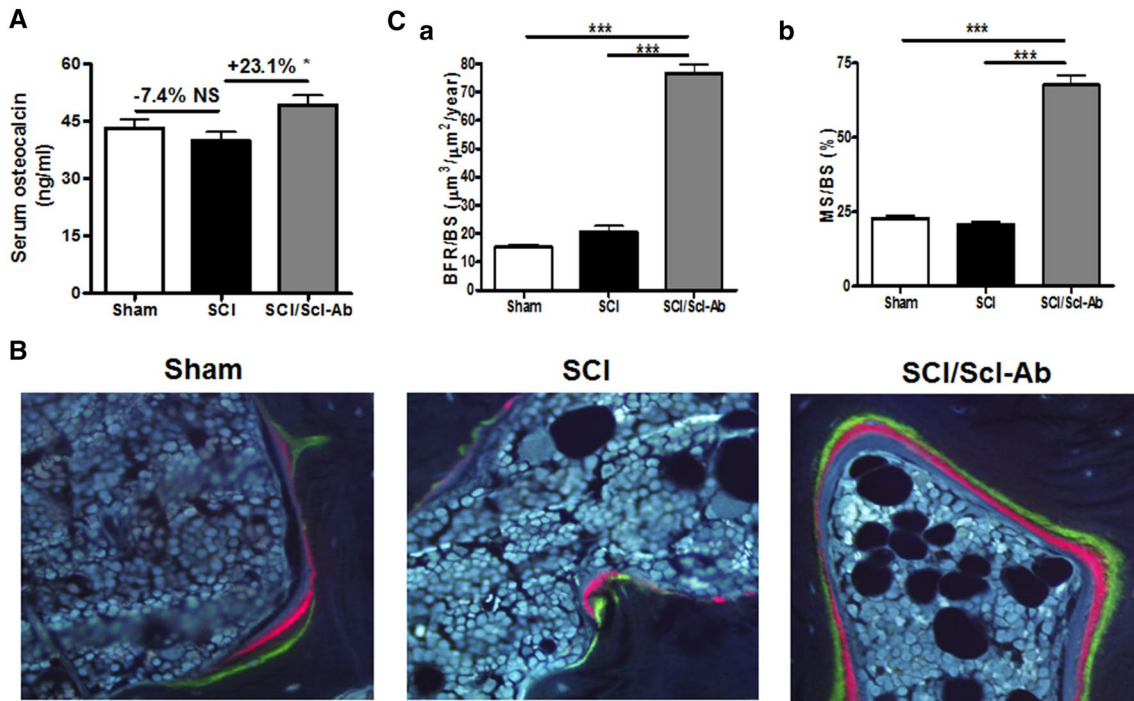 A
Serum osteocalcin
(ng/ml)
60
45
30
15
0
-7.4% NS
+23.1% *
Sham
SCI
SCI/Scl-Ab
C
a
BFR/BS (μm³/μm²/year)
80
70
60
50
40
30
20
10
0
***
***
Sham
SCI
SCI/Scl-Ab
b
MS/BS (%)
75
50
25
0
***
***
Sham
SCI
SCI/Scl-Ab
B
Sham
SCI
SCI/Scl-Ab